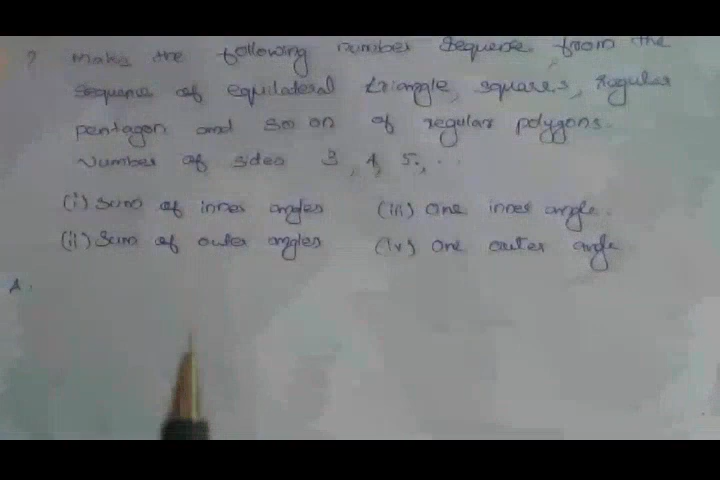 ? Make the following number sequence, from the
sequence of equilateral triangle, squares, regular
pentagon and so on of regular polygons.
Number of sides 3, 4, 5, ...
(i) Sum of inner angles (iii) One inner angle.
(ii) Sum of outer angles (iv) One outer angle
A.